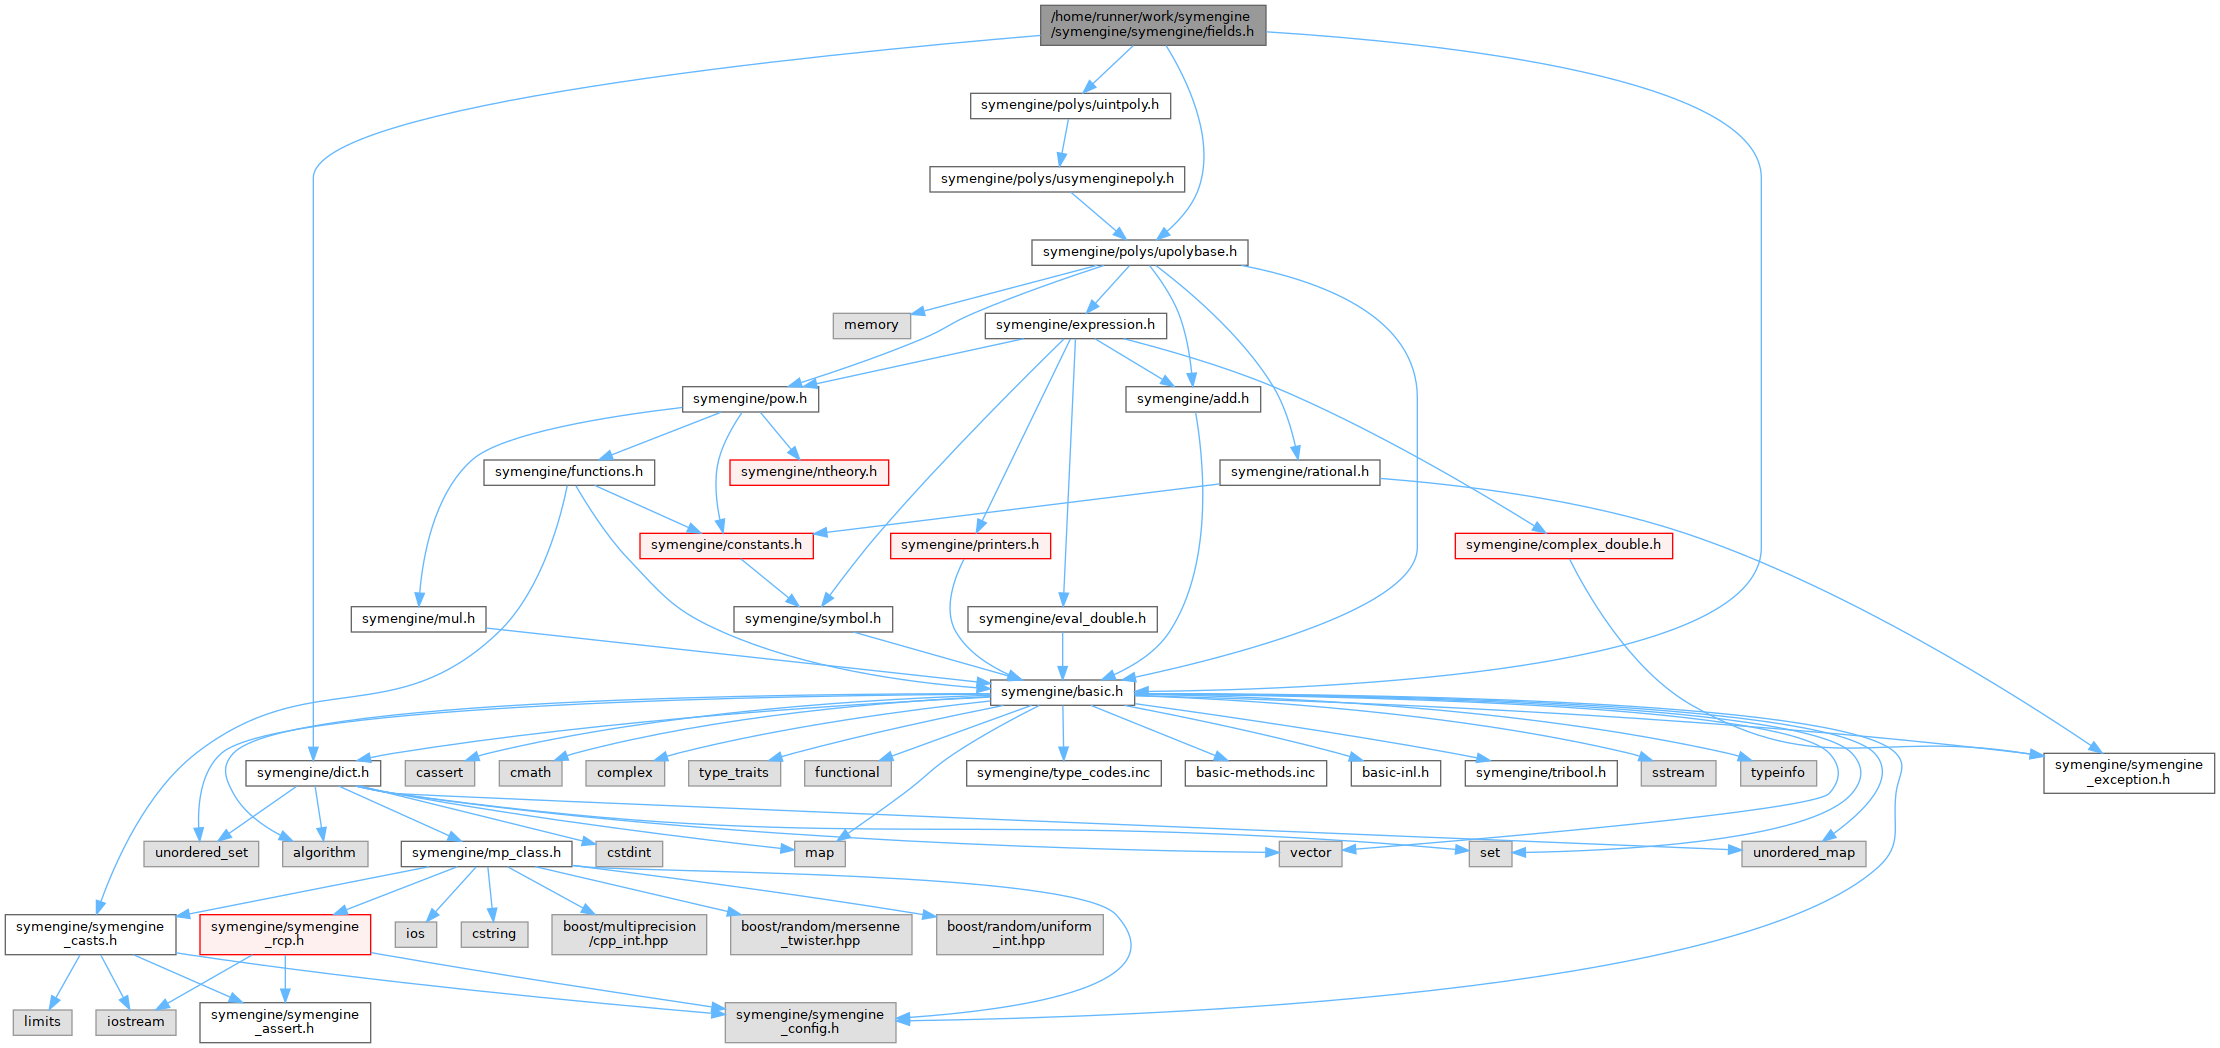 /home/runner/work/symengine
/symengine/symengine/fields.h
symengine/polys/uintpoly.h
symengine/polys/usymenginepoly.h
symengine/polys/upolybase.h
memory
symengine/expression.h
symengine/pow.h
symengine/add.h
symengine/functions.h
symengine/ntheory.h
symengine/rational.h
symengine/constants.h
symengine/printers.h
symengine/complex_double.h
symengine/mul.h
symengine/symbol.h
symengine/eval_double.h
symengine/basic.h
symengine/dict.h
cassert
cmath
complex
type_traits
functional
symengine/type_codes.inc
basic-methods.inc
basic-inl.h
symengine/tribool.h
sstream
typeinfo
symengine/symengine
_exception.h
unordered_set
algorithm
symengine/mp_class.h
cstdint
map
vector
set
unordered_map
symengine/symengine
_casts.h
symengine/symengine
_rcp.h
ios
cstring
boost/multiprecision
/cpp_int.hpp
boost/random/mersenne
_twister.hpp
boost/random/uniform
_int.hpp
limits
iostream
symengine/symengine
_assert.h
symengine/symengine
_config.h